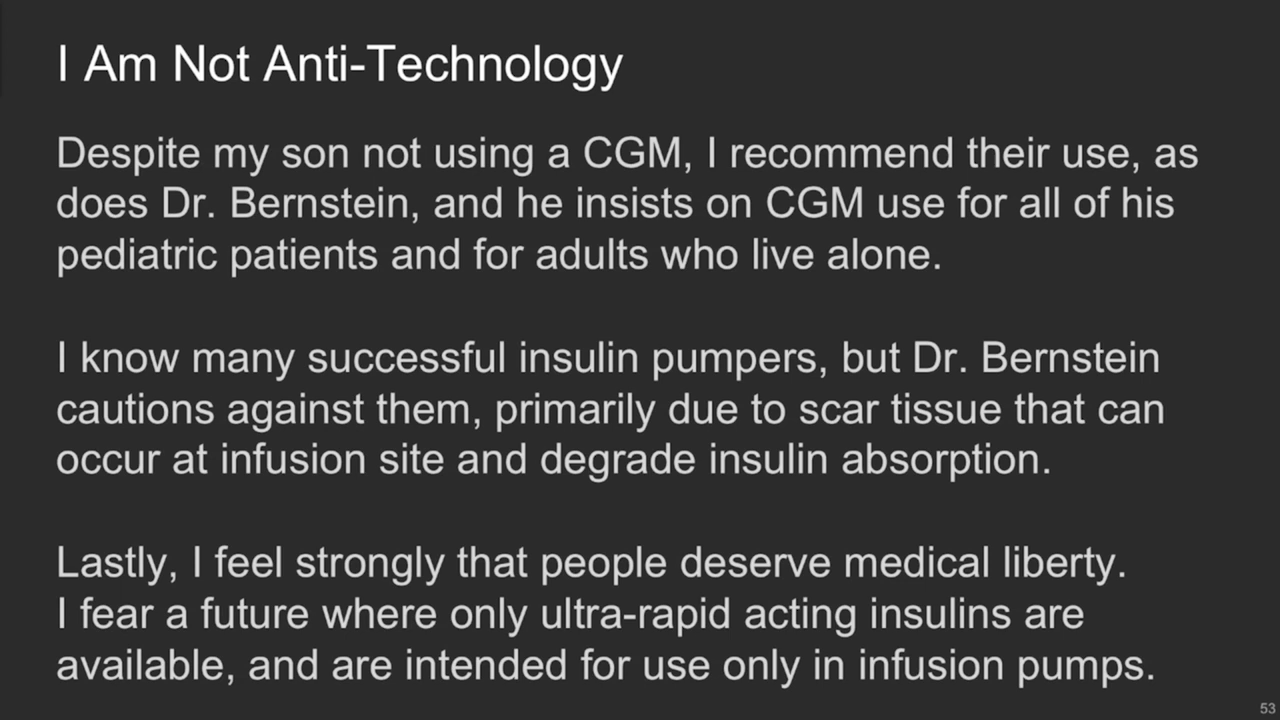 I Am Not Anti-Technology
Despite my son not using a CGM, I recommend their use, as
does Dr. Bernstein, and he insists on CGM use for all of his
pediatric patients and for adults who live alone.
I know many successful insulin pumpers, but Dr. Bernstein
cautions against them, primarily due to scar tissue that can
occur at infusion site and degrade insulin absorption.
Lastly, I feel strongly that people deserve medical liberty.
I fear a future where only ultra-rapid acting insulins are
available, and are intended for use only in infusion pumps.
53